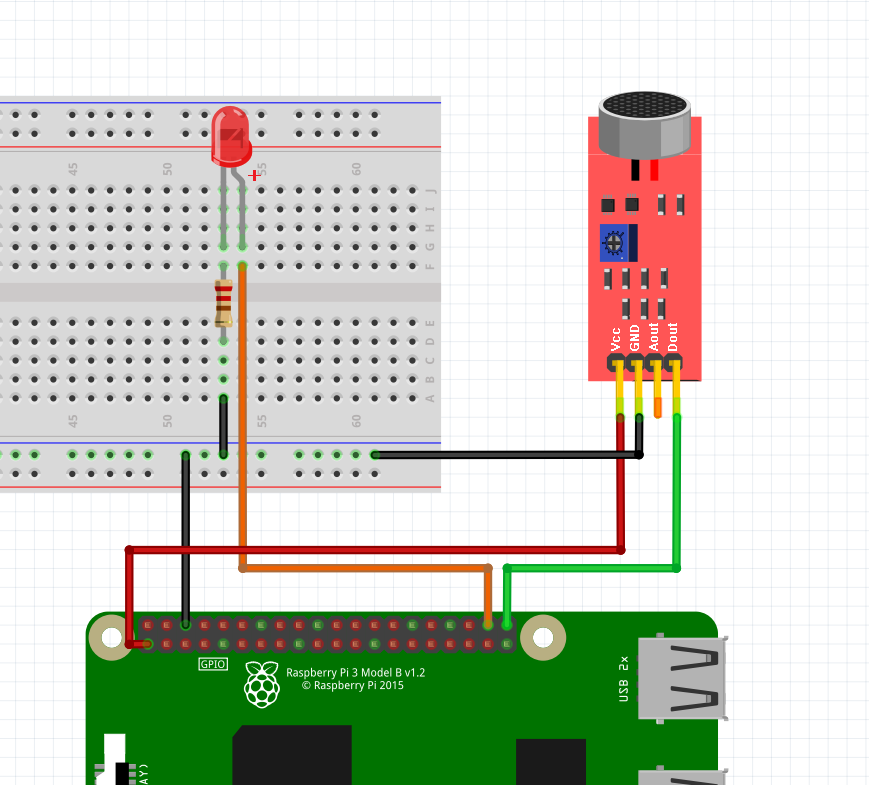 45
50
55
60
J
I
H
G
F
E
D
C
B
A
45
50
55
60
Vcc
GND
Aout
Dout
GPIO
Raspberry Pi 3 Model B v1.2
© Raspberry Pi 2015
USB 2x
AY)